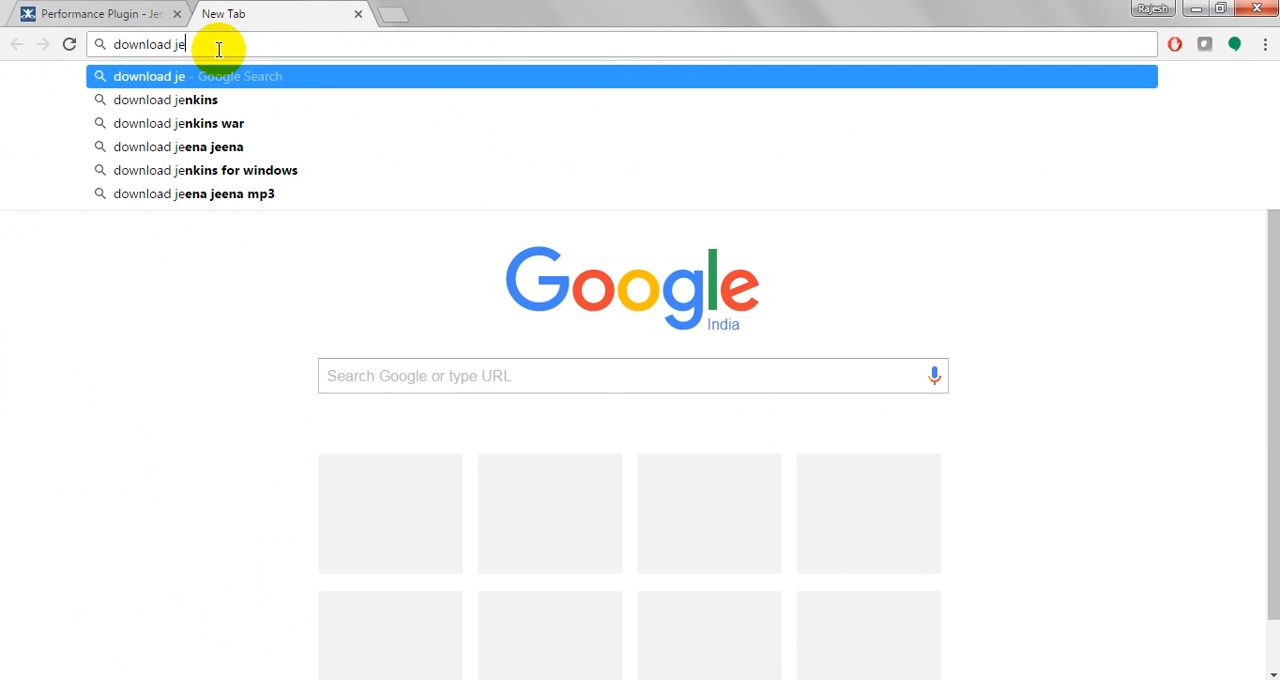 Performance Plugin - Jen
New Tab
Rajesh
download je
download je - Google Search
download jenkins
download jenkins war
download jeena jeena
download jenkins for windows
download jeena jeena mp3
Google
India
Search Google or type URL